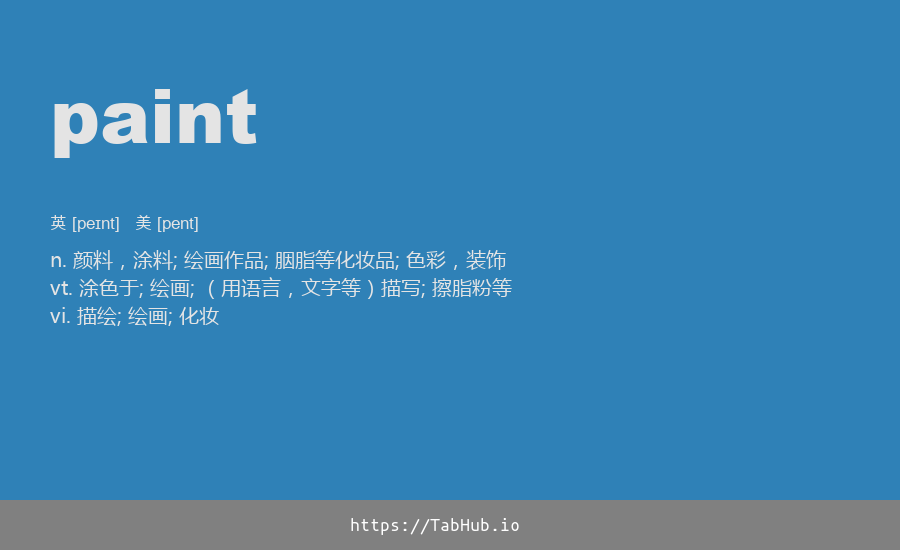 paint
英 [peɪnt] 美 [pent]
n. 颜料，涂料; 绘画作品; 胭脂等化妆品; 色彩，装饰
vt. 涂色于; 绘画; （用语言，文字等）描写; 擦脂粉等
vi. 描绘; 绘画; 化妆
https://TabHub.io